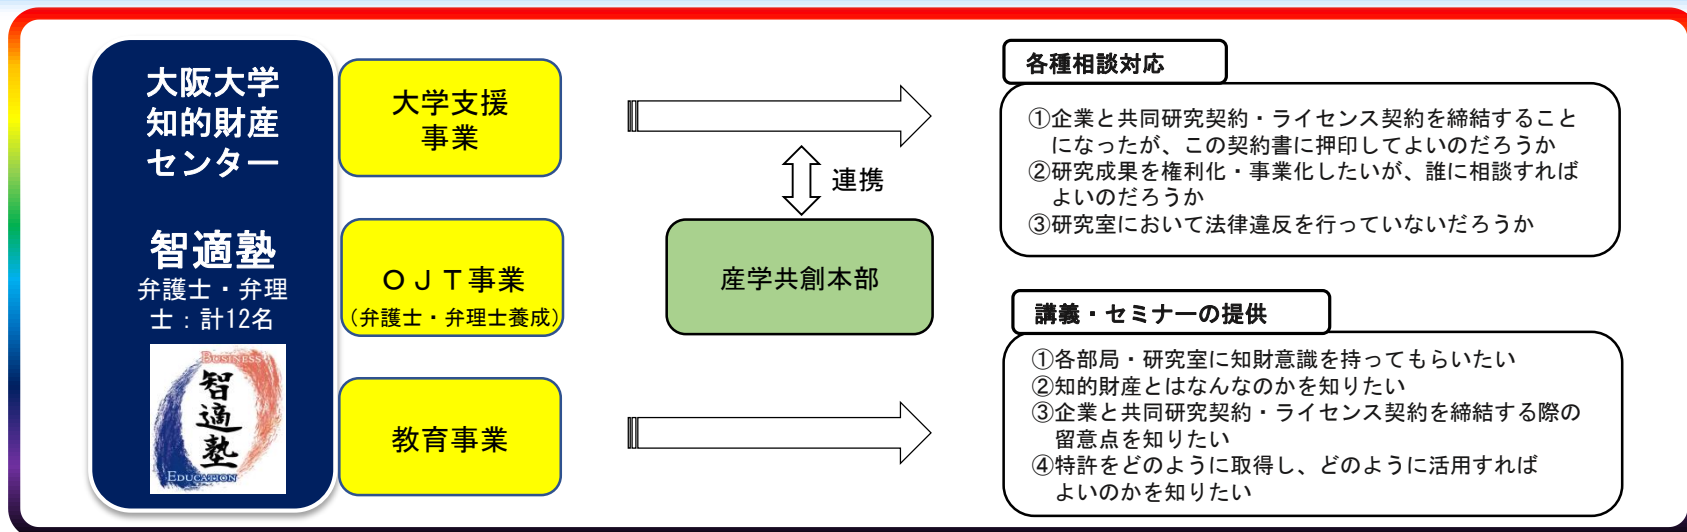 大阪大学
知的財産
センター
智適塾
弁護士・弁理
士：計12名
BUSINESS
智適塾
EDUCATION
大学支援
事業
ＯＪＴ事業
(弁護士・弁理士養成)
教育事業
連携
産学共創本部
各種相談対応
①企業と共同研究契約・ライセンス契約を締結すること
になったが、この契約書に押印してよいのだろうか
②研究成果を権利化・事業化したいが、誰に相談すれば
よいのだろうか
③研究室において法律違反を行っていないだろうか
講義・セミナーの提供
①各部局・研究室に知財意識を持ってもらいたい
②知的財産とはなんなのかを知りたい
③企業と共同研究契約・ライセンス契約を締結する際の
留意点を知りたい
④特許をどのように取得し、どのように活用すれば
よいのかを知りたい